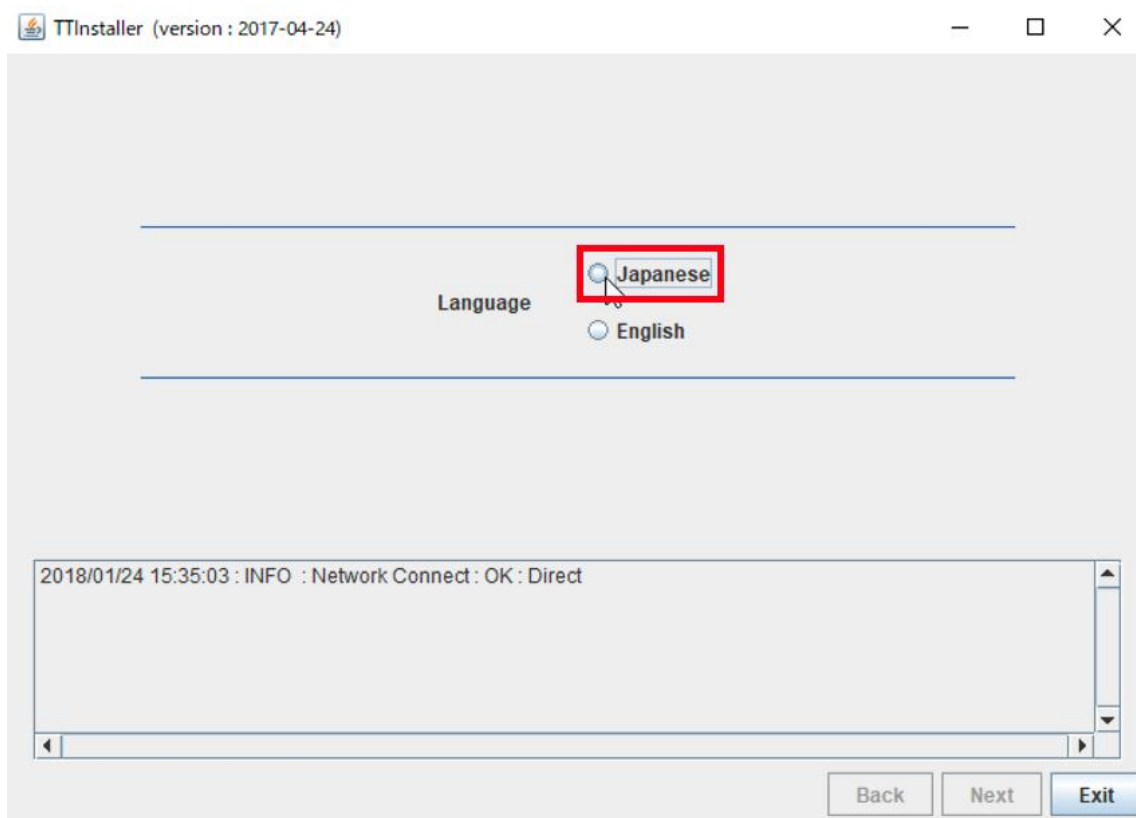 TTInstaller (version : 2017-04-24)
Japanese
Language
English
2018/01/24 15:35:03 : INFO : Network Connect : OK : Direct
Back Next Exit